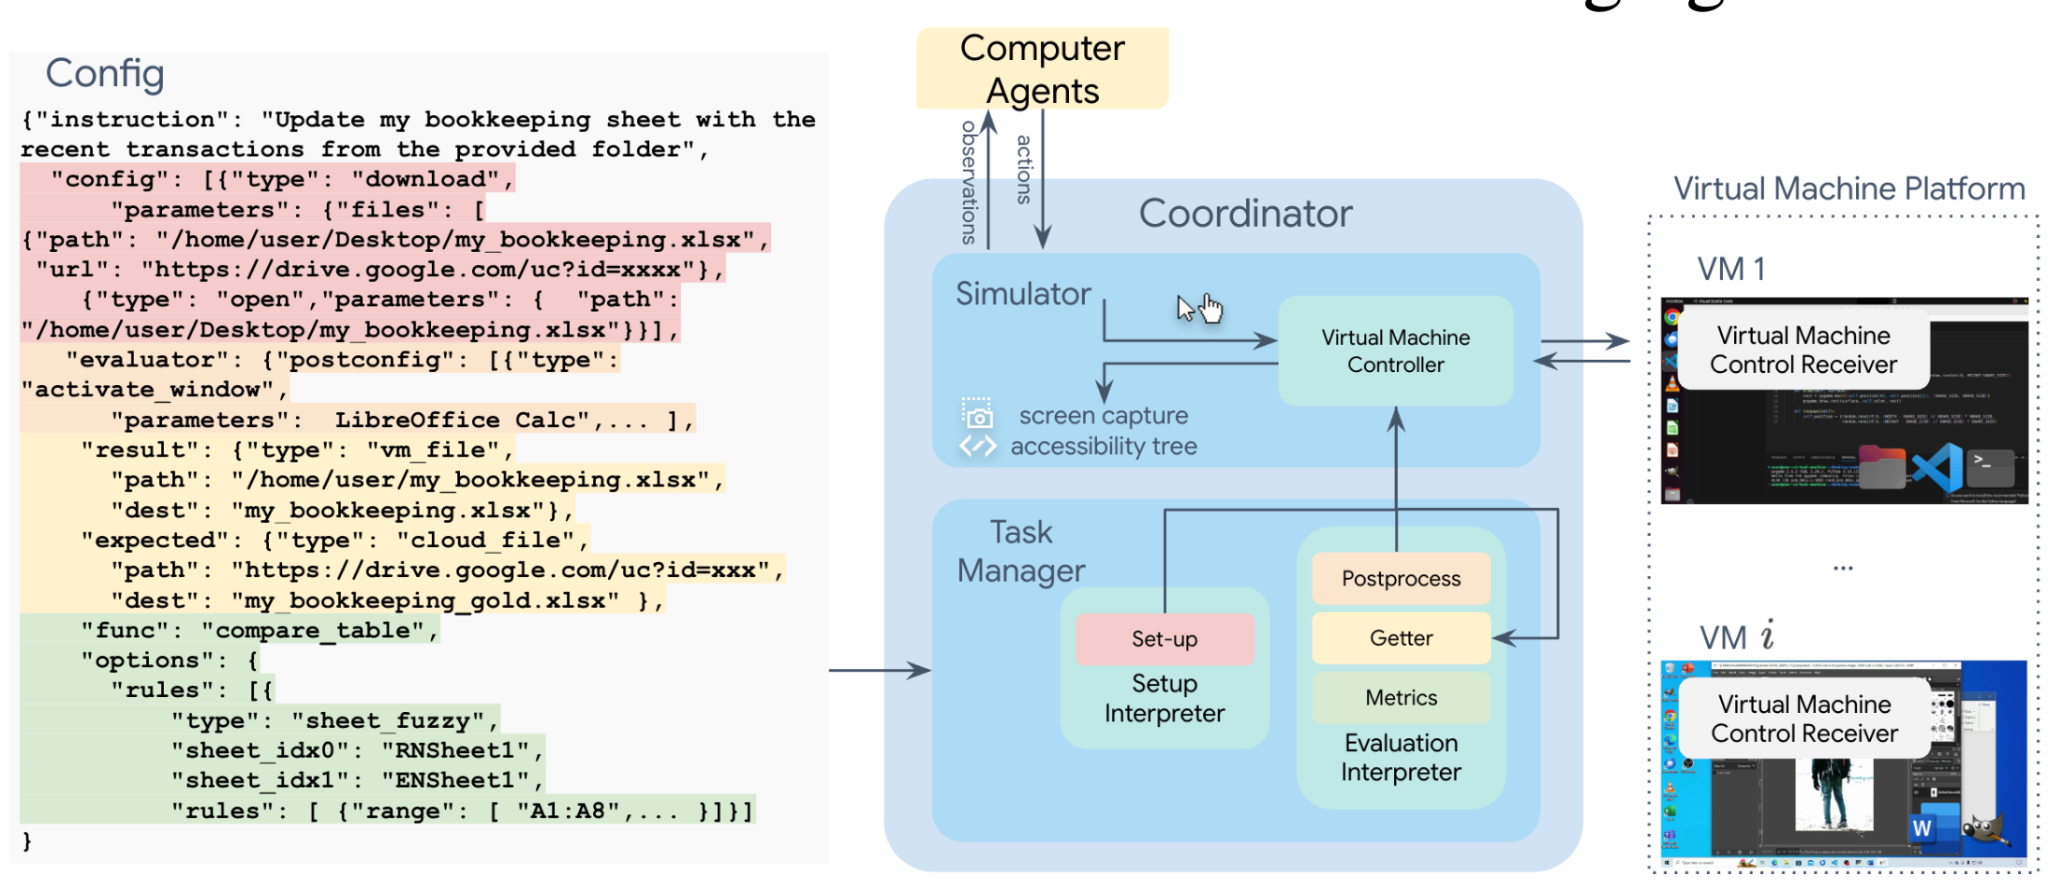 Config
{"instruction": "Update my bookkeeping sheet with the
recent transactions from the provided folder",
"config": [{"type": "download",
"parameters": {"files": [
{"path": "/home/user/Desktop/my_bookkeeping.xlsx",
"url": "https://drive.google.com/uc?id=xxxx"},
{"type": "open","parameters": { "path":
"/home/user/Desktop/my_bookkeeping.xlsx"}}],
"evaluator": {"postconfig": [{"type":
"activate_window",
"parameters": LibreOffice Calc",... ],
"result": {"type": "vm_file",
"path": "/home/user/my_bookkeeping.xlsx",
"dest": "my_bookkeeping.xlsx"},
"expected": {"type": "cloud_file",
"path": "https://drive.google.com/uc?id=xxx",
"dest": "my_bookkeeping_gold.xlsx" },
"func": "compare_table",
"options": {
"rules": [{
"type": "sheet_fuzzy",
"sheet_idx0": "RNSheet1",
"sheet_idx1": "ENSheet1",
"rules": [ {"range": [ "A1:A8",... }]}]
}
Computer
Agents
observations
actions
Coordinator
Simulator
Virtual Machine
Controller
screen capture
accessibility tree
Task
Manager
Set-up
Setup
Interpreter
Postprocess
Getter
Metrics
Evaluation
Interpreter
Virtual Machine Platform
VM 1
Virtual Machine
Control Receiver
...
VM i
Virtual Machine
Control Receiver
W